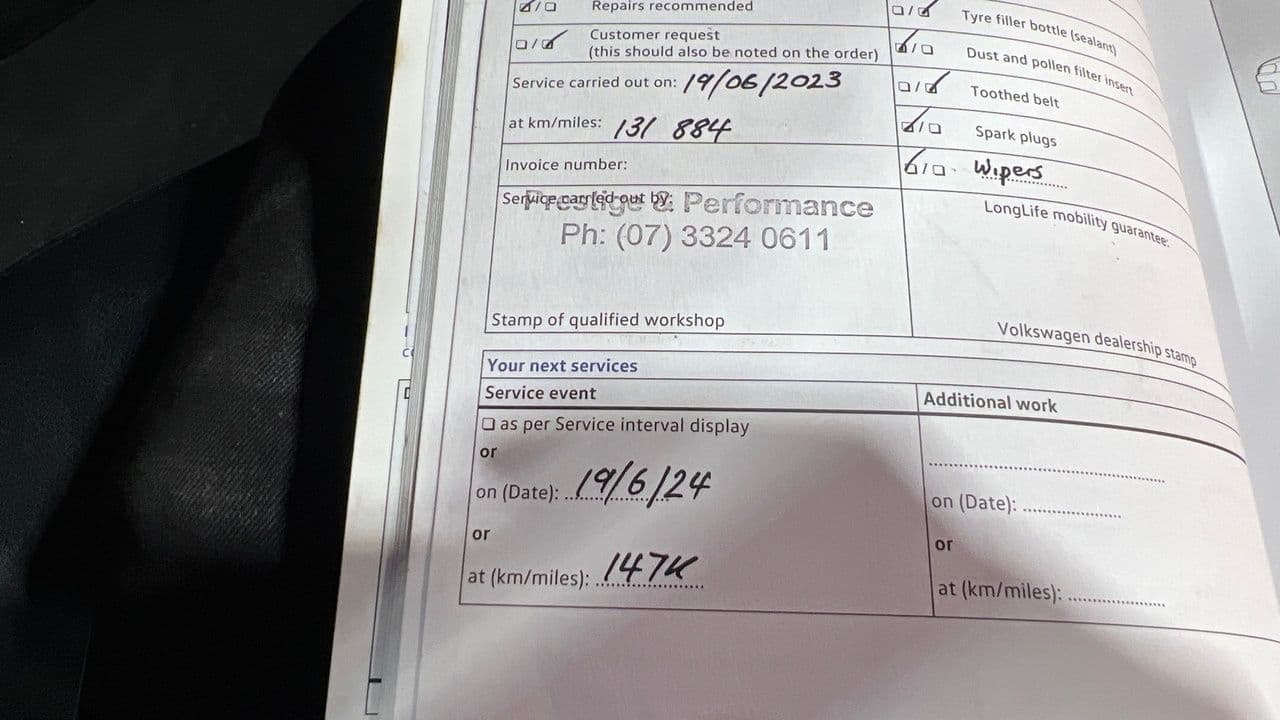 Repairs recommended
Customer request
(this should also be noted on the order)
Service carried out on: 19/06/2023
at km/miles: 131 884
Invoice number:
Service carried out by:
Prestige & Performance
Ph: (07) 3324 0611
Stamp of qualified workshop
Tyre filler bottle (sealant)
Dust and pollen filter insert
Toothed belt
Spark plugs
Wipers
LongLife mobility guarantee:
Volkswagen dealership stamp
Your next services
Service event
as per Service interval display
or
on (Date): 19/6/24
or
at (km/miles): 147K
Additional work
on (Date):
or
at (km/miles):